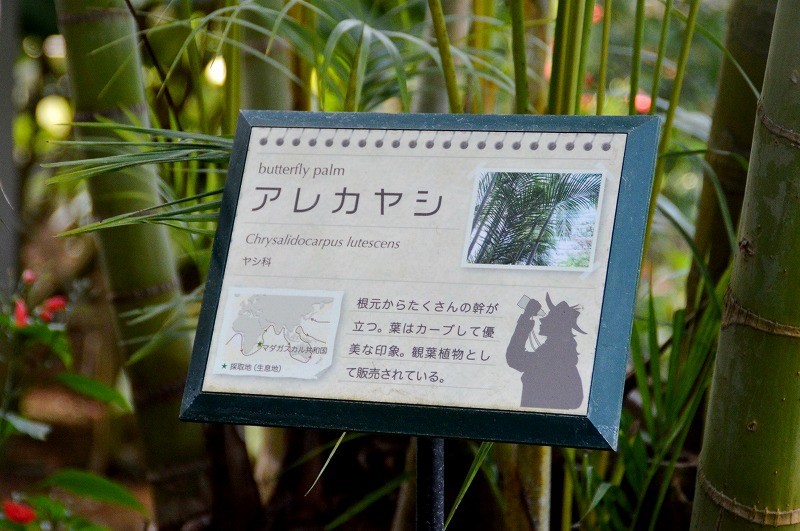 butterfly palm
アレカヤシ
Chrysalidocarpus lutescens
ヤシ科
根元からたくさんの幹が
立つ。葉はカーブして優
美な印象。観葉植物とし
て販売されている。
★マダガスカル共和国
★ 採取地（生息地）